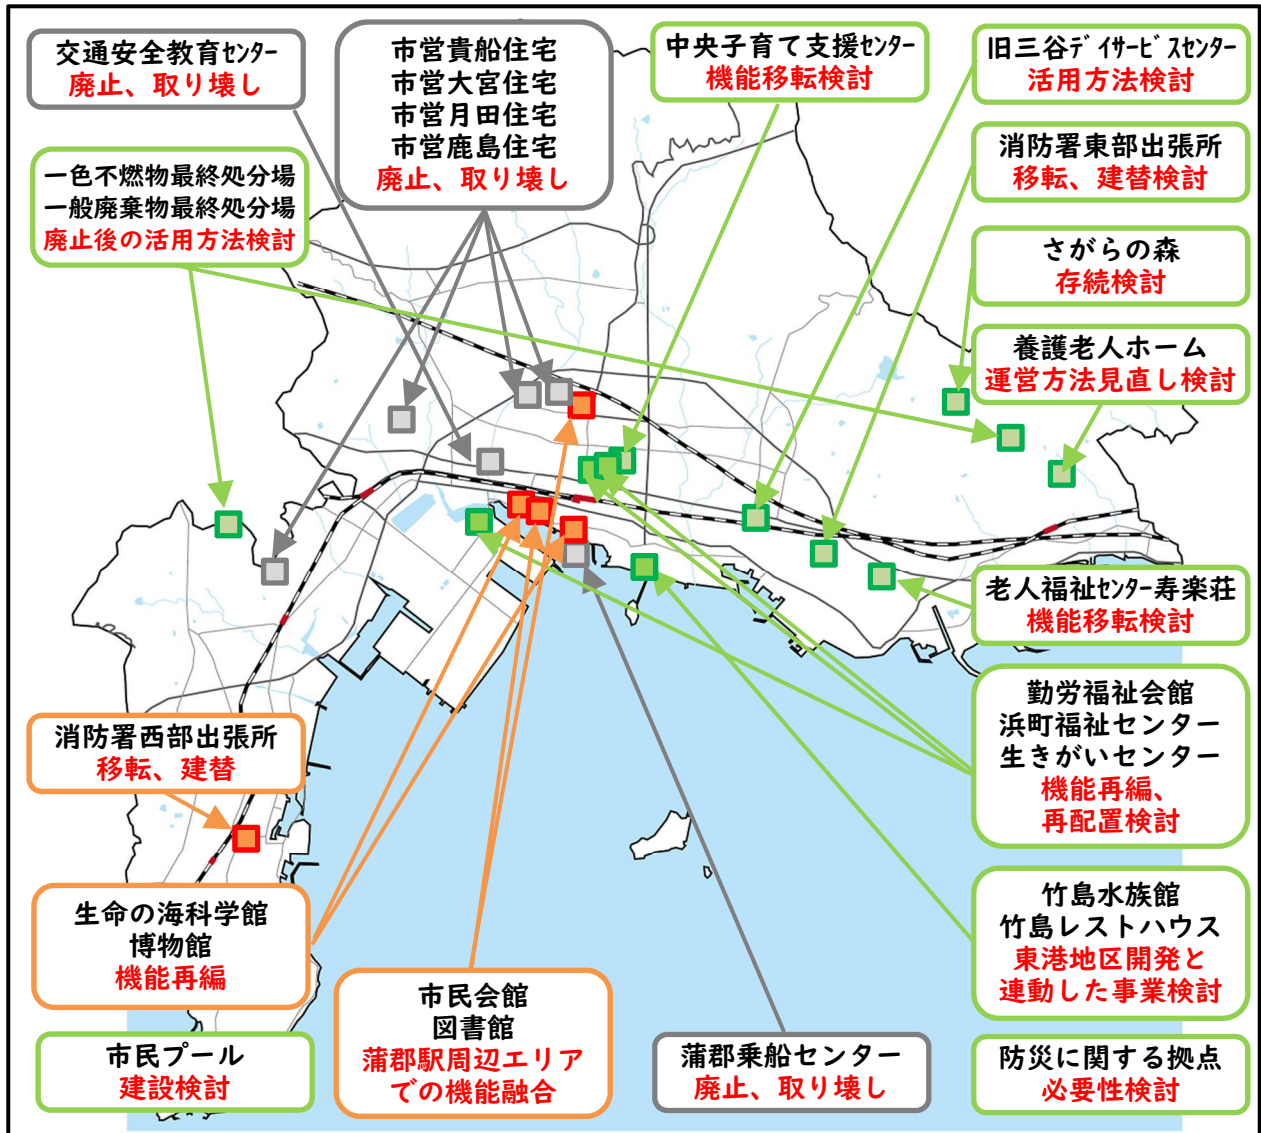 交通安全教育センター
廃止、取り壊し
市営貴船住宅
市営大宮住宅
市営月田住宅
市営鹿島住宅
廃止、取り壊し
中央子育て支援センター
機能移転検討
旧三谷デイサービスセンター
活用方法検討
一色不燃物最終処分場
一般廃棄物最終処分場
廃止後の活用方法検討
消防署東部出張所
移転、建替検討
さがらの森
存続検討
養護老人ホーム
運営方法見直し検討
老人福祉センター寿楽荘
機能移転検討
勤労福祉会館
浜町福祉センター
生きがいセンター
機能再編、
再配置検討
消防署西部出張所
移転、建替
生命の海科学館
博物館
機能再編
市民会館
図書館
蒲郡駅周辺エリア
での機能融合
竹島水族館
竹島レストハウス
東港地区開発と
連動した事業検討
市民プール
建設検討
蒲郡乗船センター
廃止、取り壊し
防災に関する拠点
必要性検討